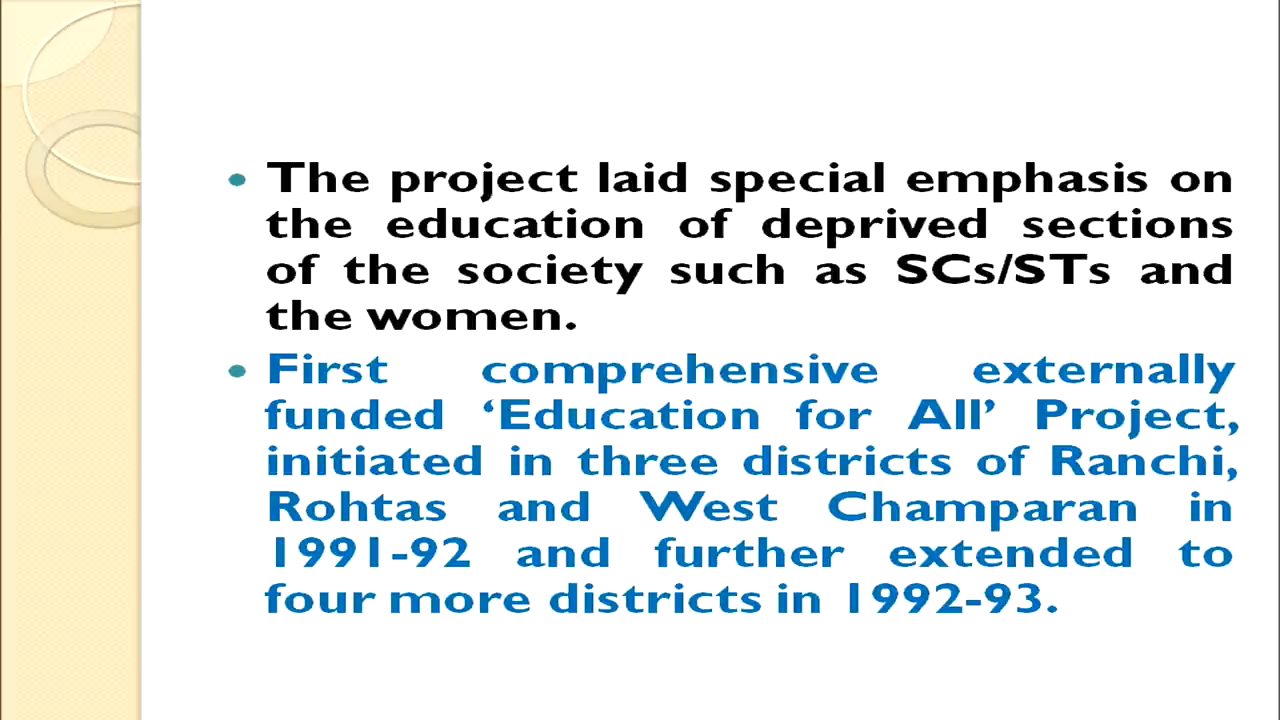 • The project laid special emphasis on
the education of deprived sections
of the society such as SCs/STs and
the women.
• First comprehensive externally
funded ‘Education for All’ Project,
initiated in three districts of Ranchi,
Rohtas and West Champaran in
1991-92 and further extended to
four more districts in 1992-93.